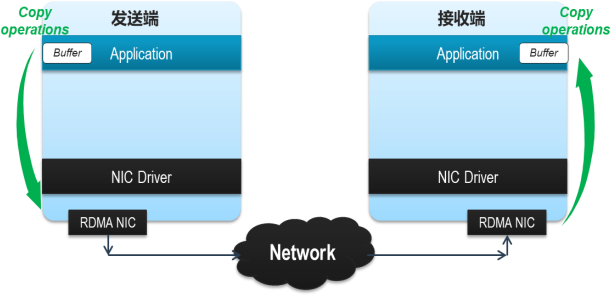 Copy
operations
发送端
Buffer
Application
NIC Driver
RDMA NIC
Network
接收端
Copy
operations
Application
Buffer
NIC Driver
RDMA NIC